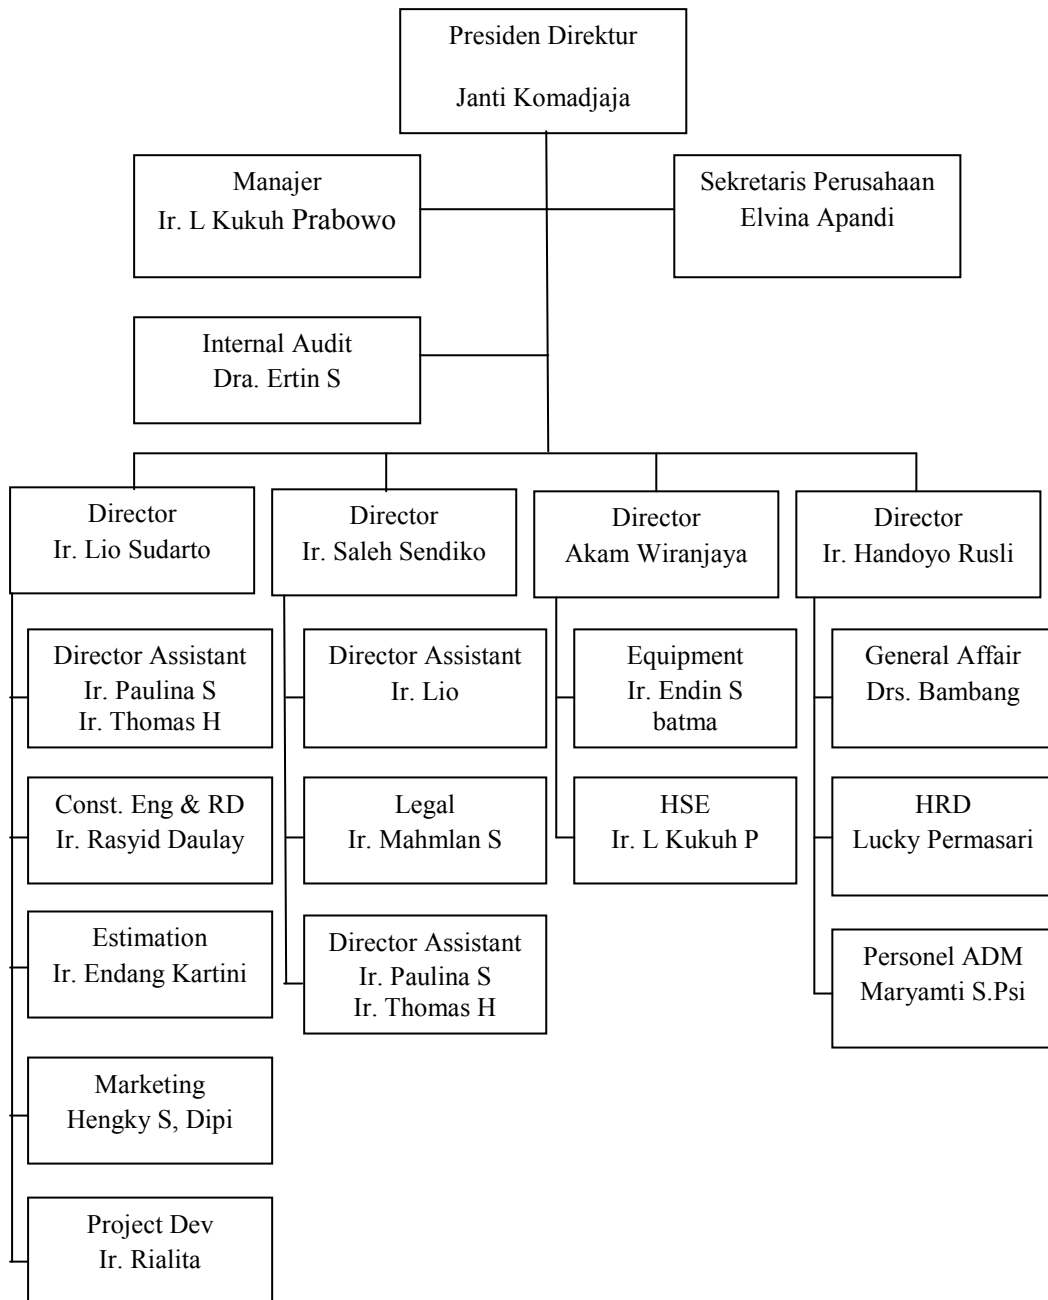 Presiden Direktur
Janti Komadjaja
Manajer
Ir. L Kukuh Prabowo
Sekretaris Perusahaan
Elvina Apandi
Internal Audit
Dra. Ertin S
Director
Ir. Lio Sudarto
Director
Ir. Saleh Sendiko
Director
Akam Wiranjaya
Director
Ir. Handoyo Rusli
Director Assistant
Ir. Paulina S
Ir. Thomas H
Director Assistant
Ir. Lio
Equipment
Ir. Endin S
batma
General Affair
Drs. Bambang
Const. Eng & RD
Ir. Rasyid Daulay
Legal
Ir. Mahmlan S
HSE
Ir. L Kukuh P
HRD
Lucky Permasari
Estimation
Ir. Endang Kartini
Director Assistant
Ir. Paulina S
Ir. Thomas H
Personel ADM
Maryamti S.Psi
Marketing
Hengky S, Dipi
Project Dev
Ir. Rialita